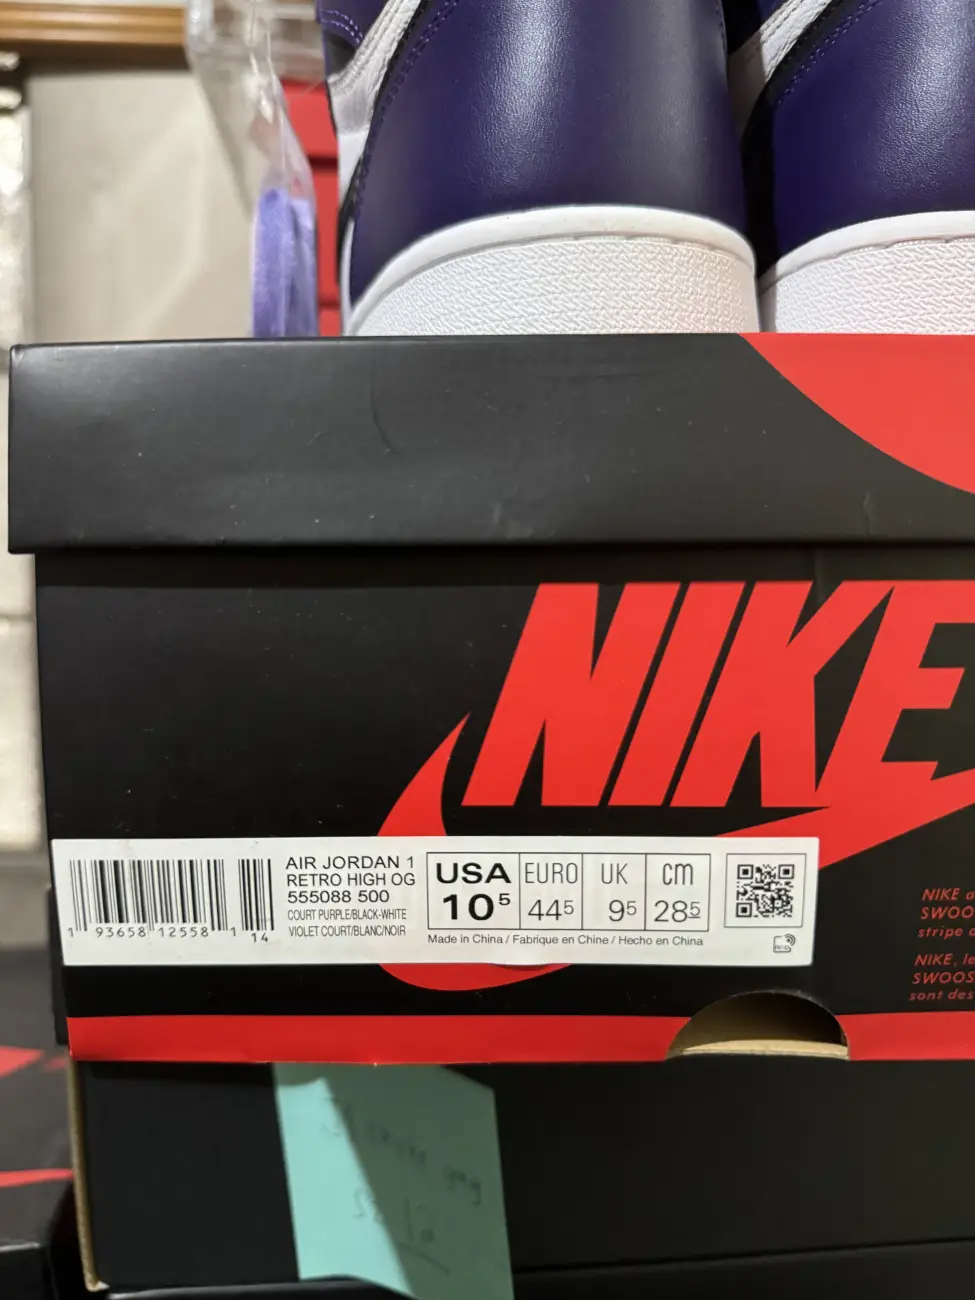 NIKE
AIR JORDAN 1
RETRO HIGH OG
555088 500
COURT PURPLE/BLACK-WHITE
VIOLET COURT/BLANC/NOIR
1 93658 12558 1
14
USA
10⁵
EURO
44⁵
UK
9⁵
cm
28⁵
Made in China / Fabrique en Chine / Hecho en China
RFID
NIKE a
SWOO
stripe
NIKE, le
SWOOS
sont des